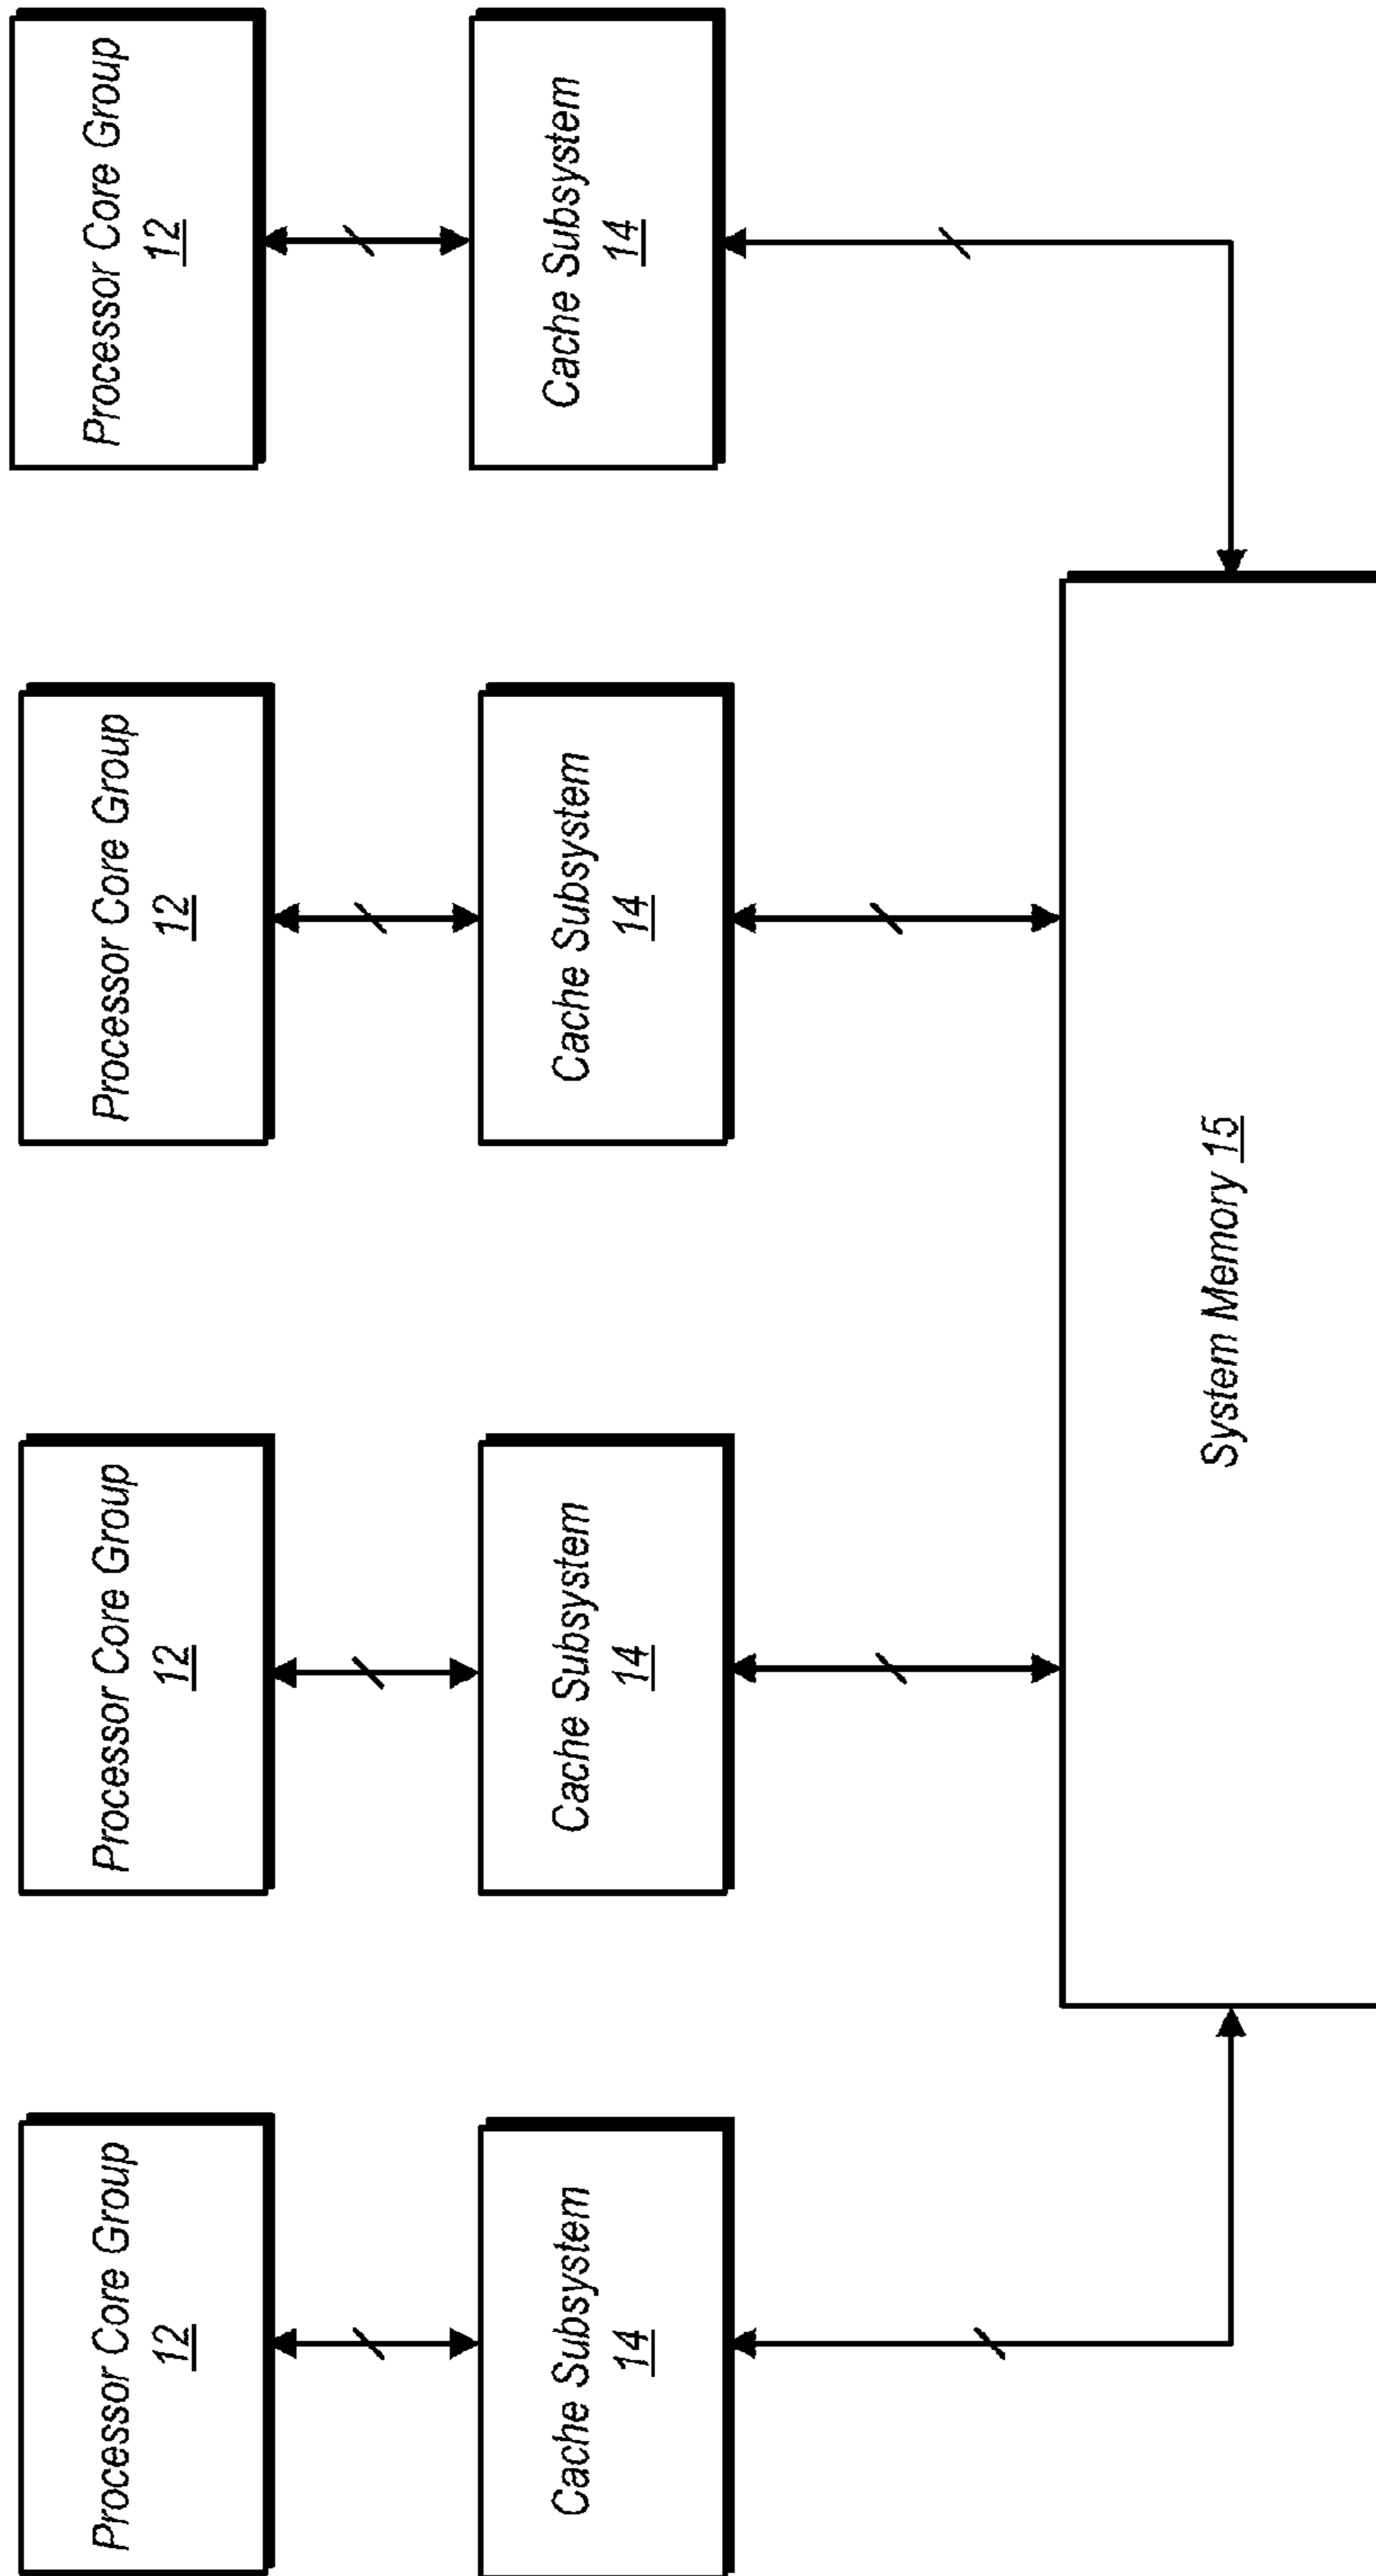 Processor Core Group
12
Processor Core Group
12
Processor Core Group
12
Processor Core Group
12
Cache Subsystem
14
Cache Subsystem
14
Cache Subsystem
14
Cache Subsystem
14
System Memory 15